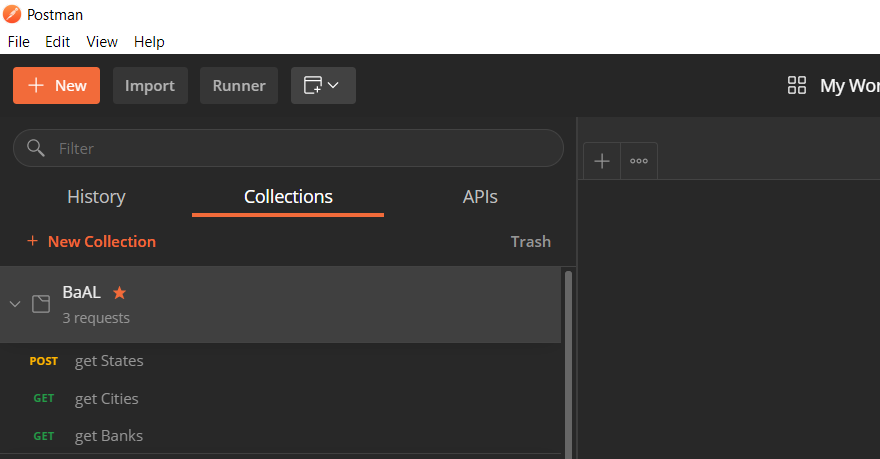 Postman
File Edit View Help
New Import Runner
My Wor
Filter
History Collections APIs
New Collection Trash
BaAL
3 requests
POST get States
GET get Cities
GET get Banks